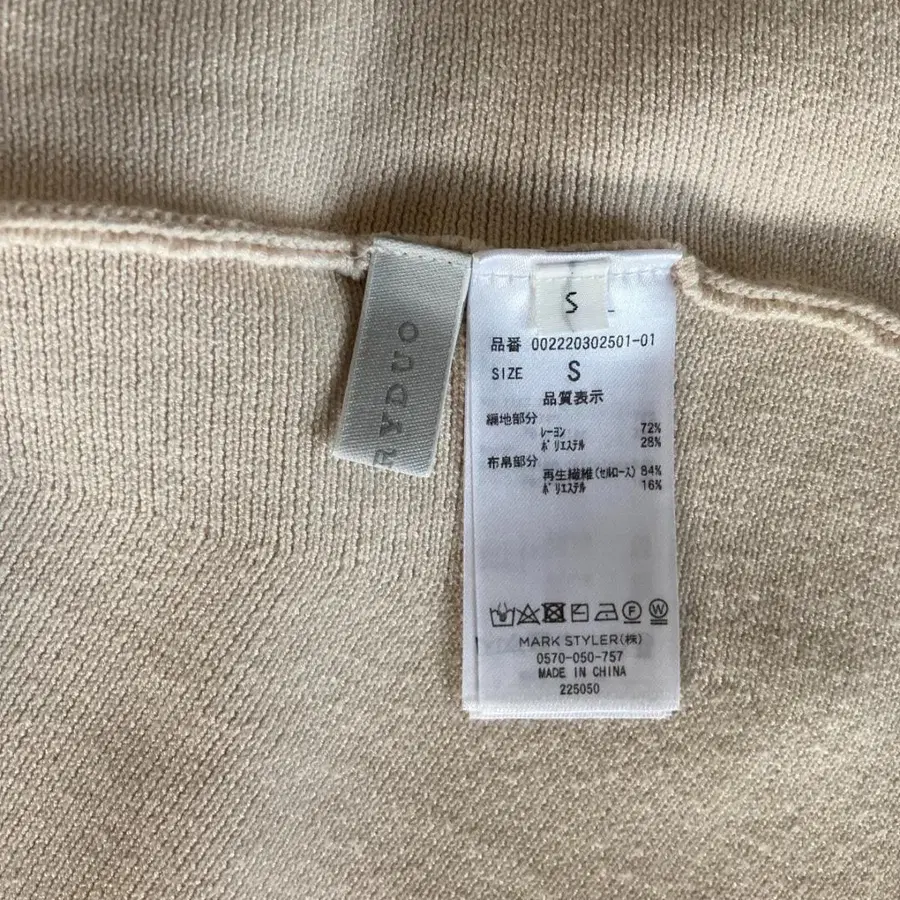 RYDUO
S
品番 002220302501-01
SIZE S
品質表示
編地部分
レーヨン 72%
ポリエステル 28%
布帛部分
再生繊維(セルロース) 84%
ポリエステル 16%
F W
MARK STYLER(株)
0570-050-757
MADE IN CHINA
225050